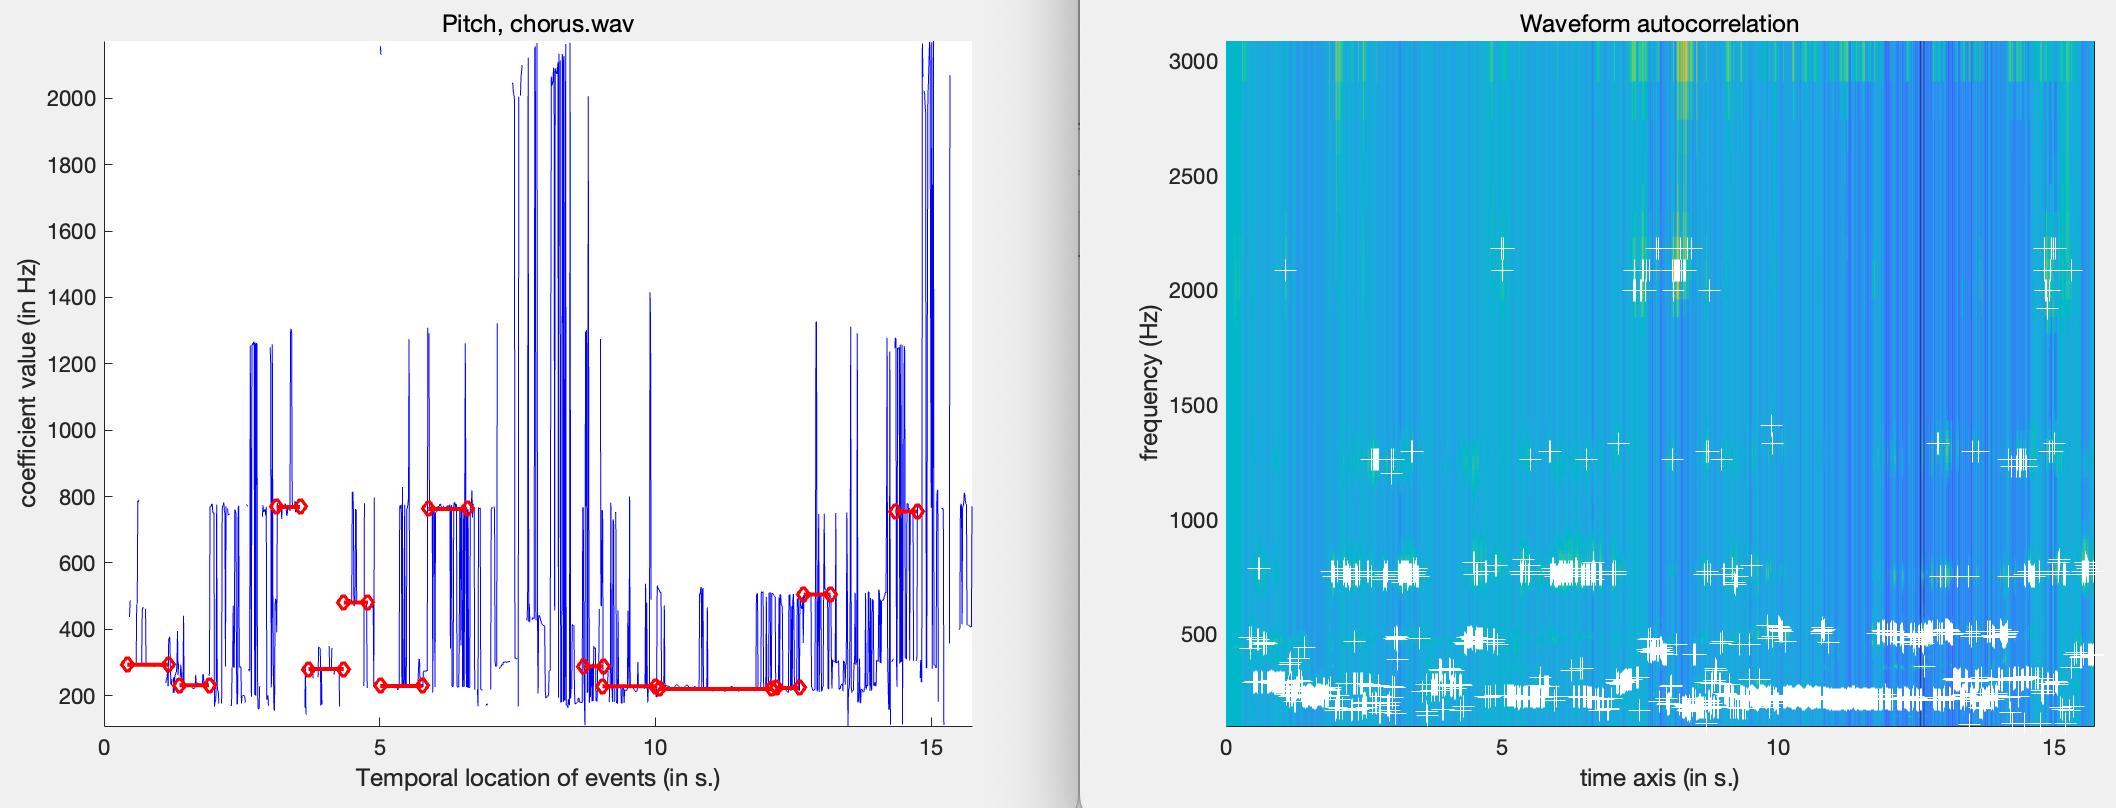 Pitch, chorus.wav
2000
1800
1600
1400
1200
1000
800
600
400
200
coefficient value (in Hz)
0 5 10 15
Temporal location of events (in s.)
Waveform autocorrelation
3000
2500
2000
1500
1000
500
frequency (Hz)
0 5 10 15
time axis (in s.)